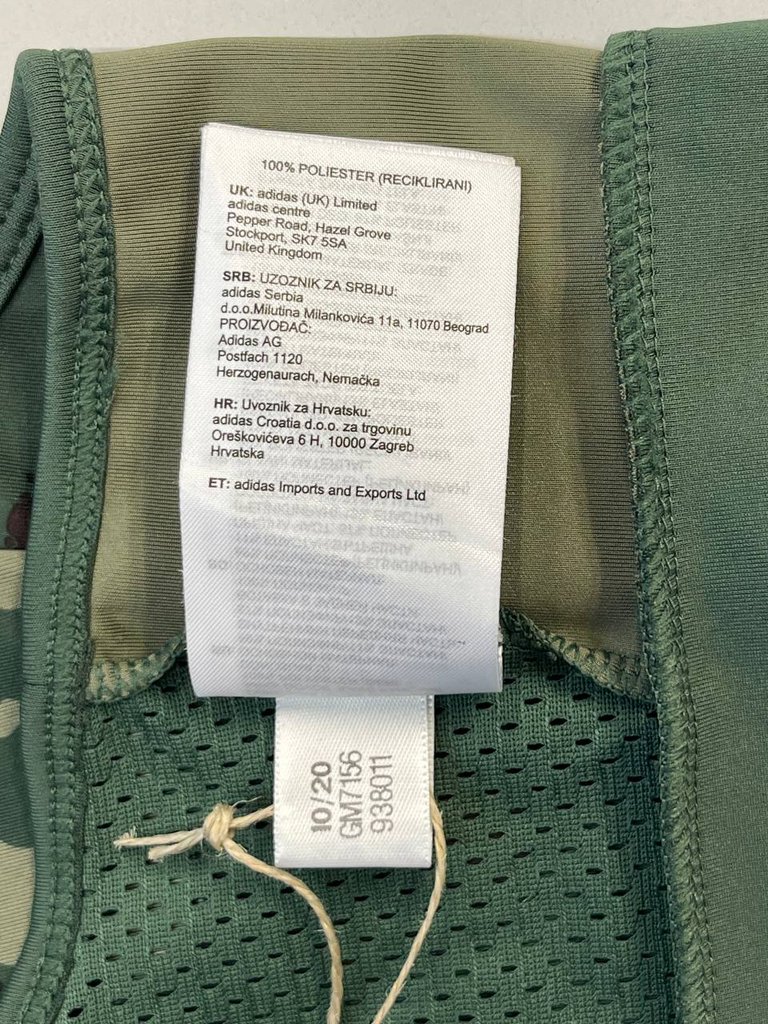 100% POLIESTER (RECIKLIRANI)
UK: adidas (UK) Limited
adidas centre
Pepper Road, Hazel Grove
Stockport, SK7 5SA
United Kingdom
SRB: UZOZNIK ZA SRBIJU:
adidas Serbia
d.o.o.Milutina Milankovića 11a, 11070 Beograd
PROIZVOĐAČ:
Adidas AG
Postfach 1120
Herzogenaurach, Nemačka
HR: Uvoznik za Hrvatsku:
adidas Croatia d.o.o. za trgovinu
Oreškovićeva 6 H, 10000 Zagreb
Hrvatska
ET: adidas Imports and Exports Ltd
10/20
GM7156
938011